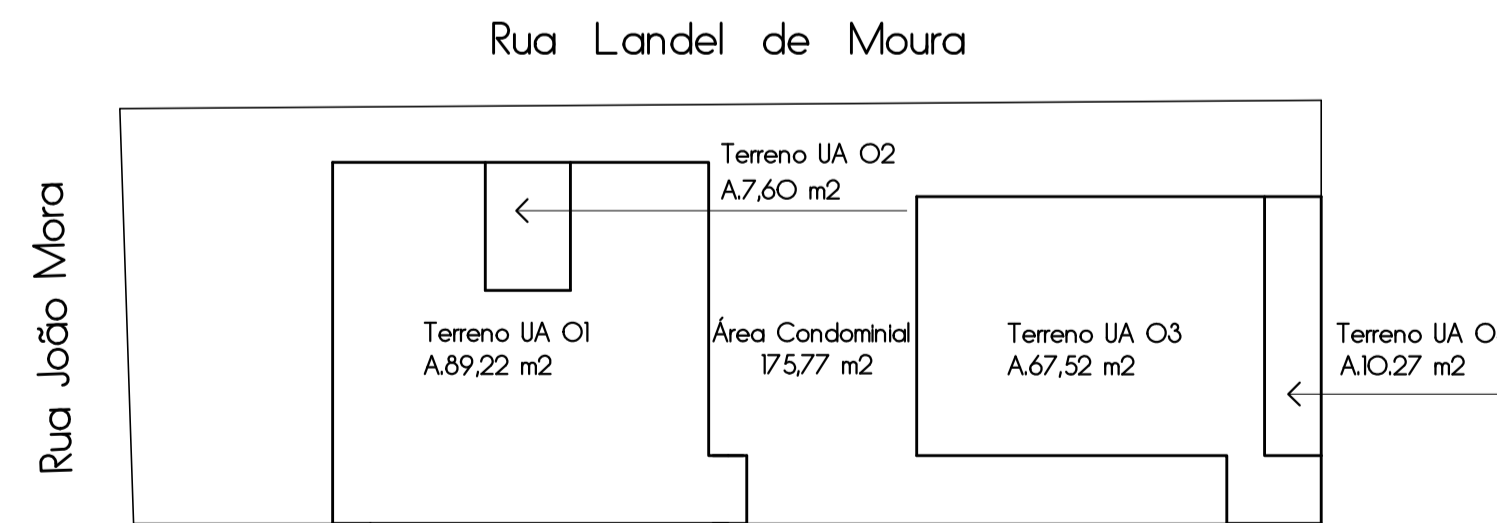 Rua Landel de Moura
Rua João Mora
Terreno UA 02
A.7,60 m2
Terreno UA 01
A.89,22 m2
Área Condominial
175,77 m2
Terreno UA 03
A.67,52 m2
Terreno UA 0
A.10.27 m2